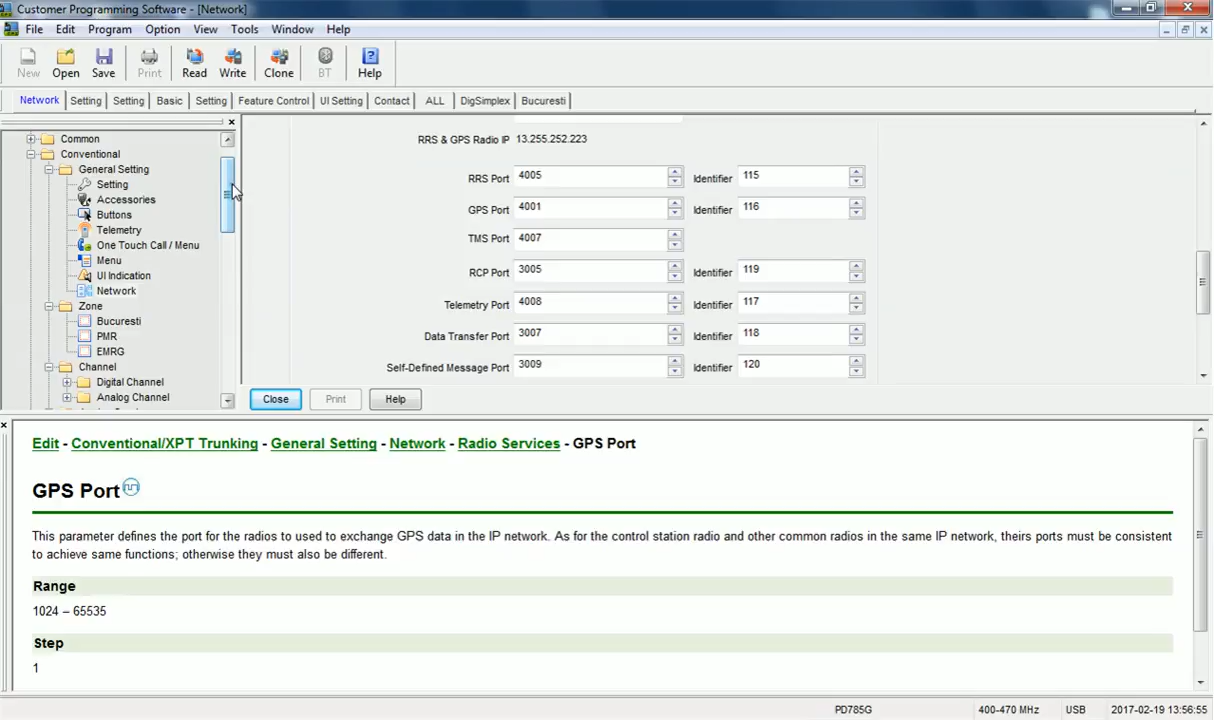 Customer Programming Software - [Network]
File Edit Program Option View Tools Window Help
New Open Save Print Read Write Clone BT Help
Network Setting Setting Basic Setting Feature Control UI Setting Contact ALL DigSimplex Bucuresti
Common
Conventional
General Setting
Setting
Accessories
Buttons
Telemetry
One Touch Call / Menu
Menu
UI Indication
Network
Zone
Bucuresti
PMR
EMRG
Channel
Digital Channel
Analog Channel
RRS & GPS Radio IP 13.255.252.223
RRS Port 4005 Identifier 115
GPS Port 4001 Identifier 116
TMS Port 4007
RCP Port 3005 Identifier 119
Telemetry Port 4008 Identifier 117
Data Transfer Port 3007 Identifier 118
Self-Defined Message Port 3009 Identifier 120
Close Print Help
Edit - Conventional/XPT Trunking - General Setting - Network - Radio Services - GPS Port
GPS Port
This parameter defines the port for the radios to used to exchange GPS data in the IP network. As for the control station radio and other common radios in the same IP network, theirs ports must be consistent
to achieve same functions; otherwise they must also be different.
Range
1024 – 65535
Step
1
PD785G 400-470 MHz USB 2017-02-19 13:56:55